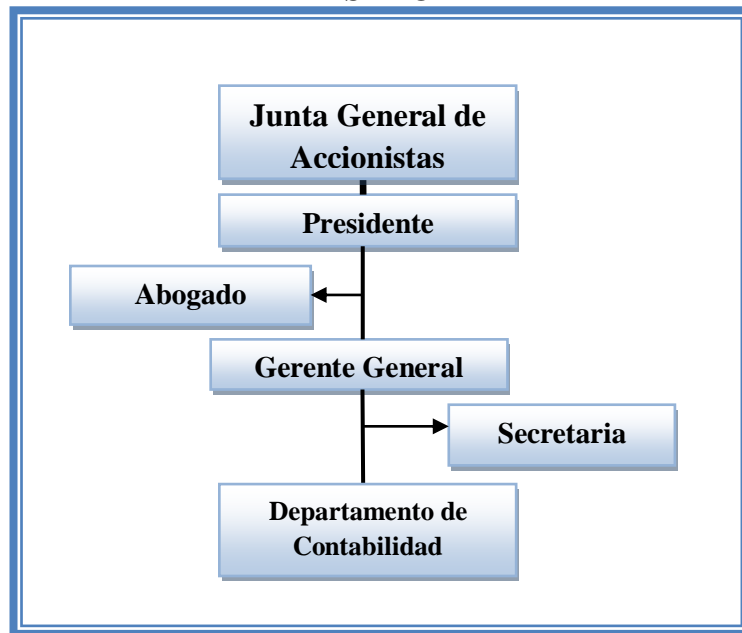 Junta General de
Accionistas
Presidente
Abogado
Gerente General
Secretaria
Departamento de
Contabilidad